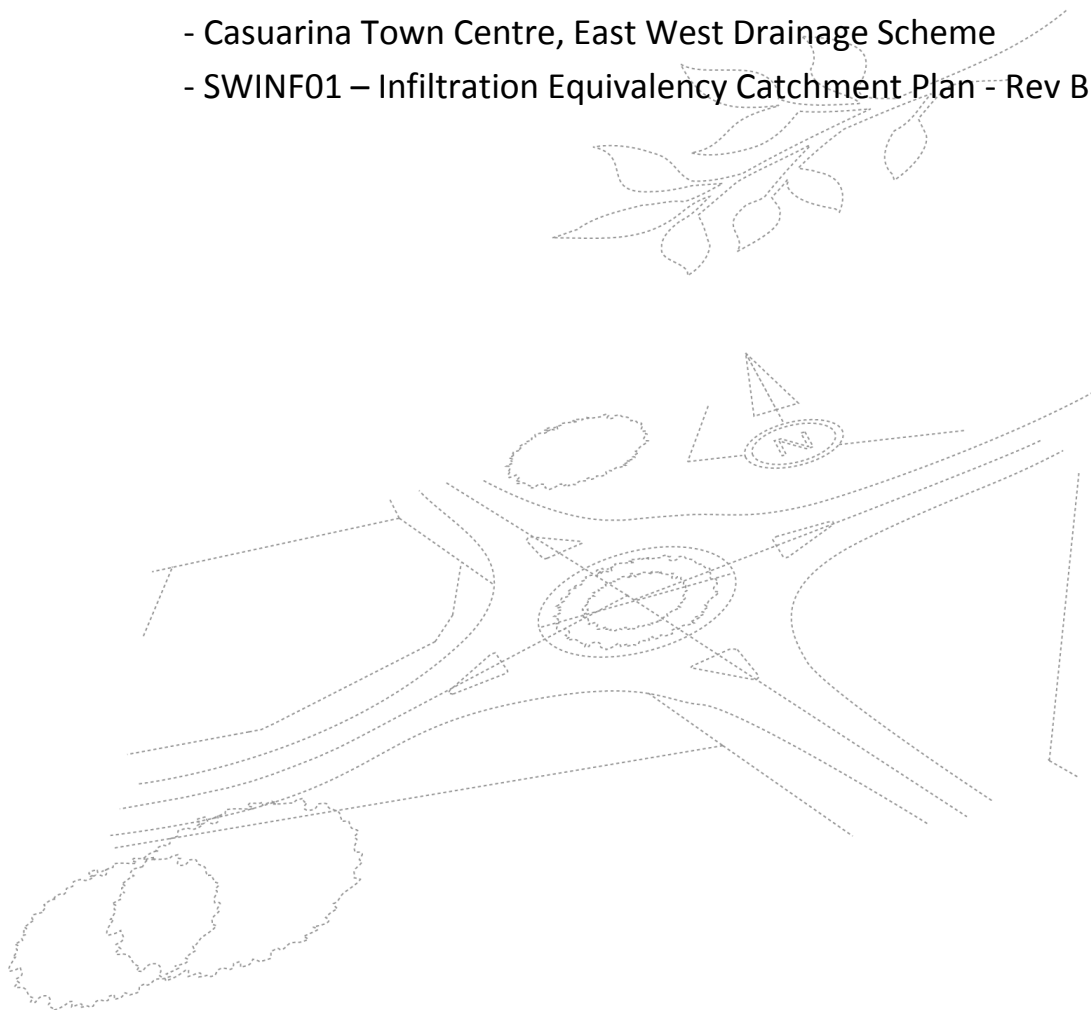 - Casuarina Town Centre, East West Drainage Scheme
- SWINF01 – Infiltration Equivalency Catchment Plan - Rev B
N